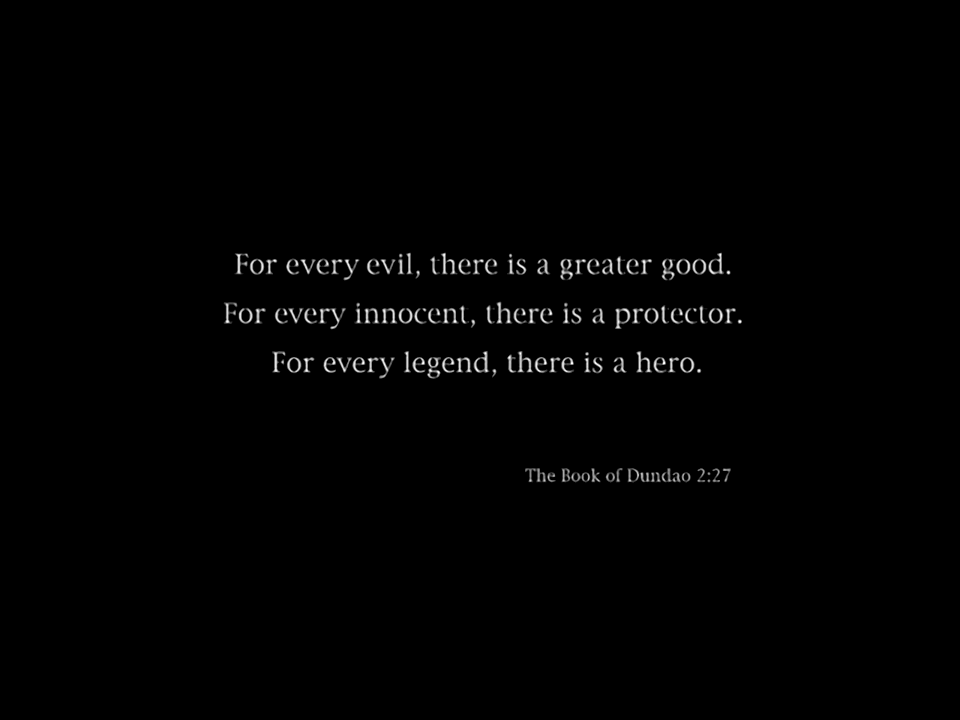 For every evil, there is a greater good.
For every innocent, there is a protector.
For every legend, there is a hero.
The Book of Dundao 2:27